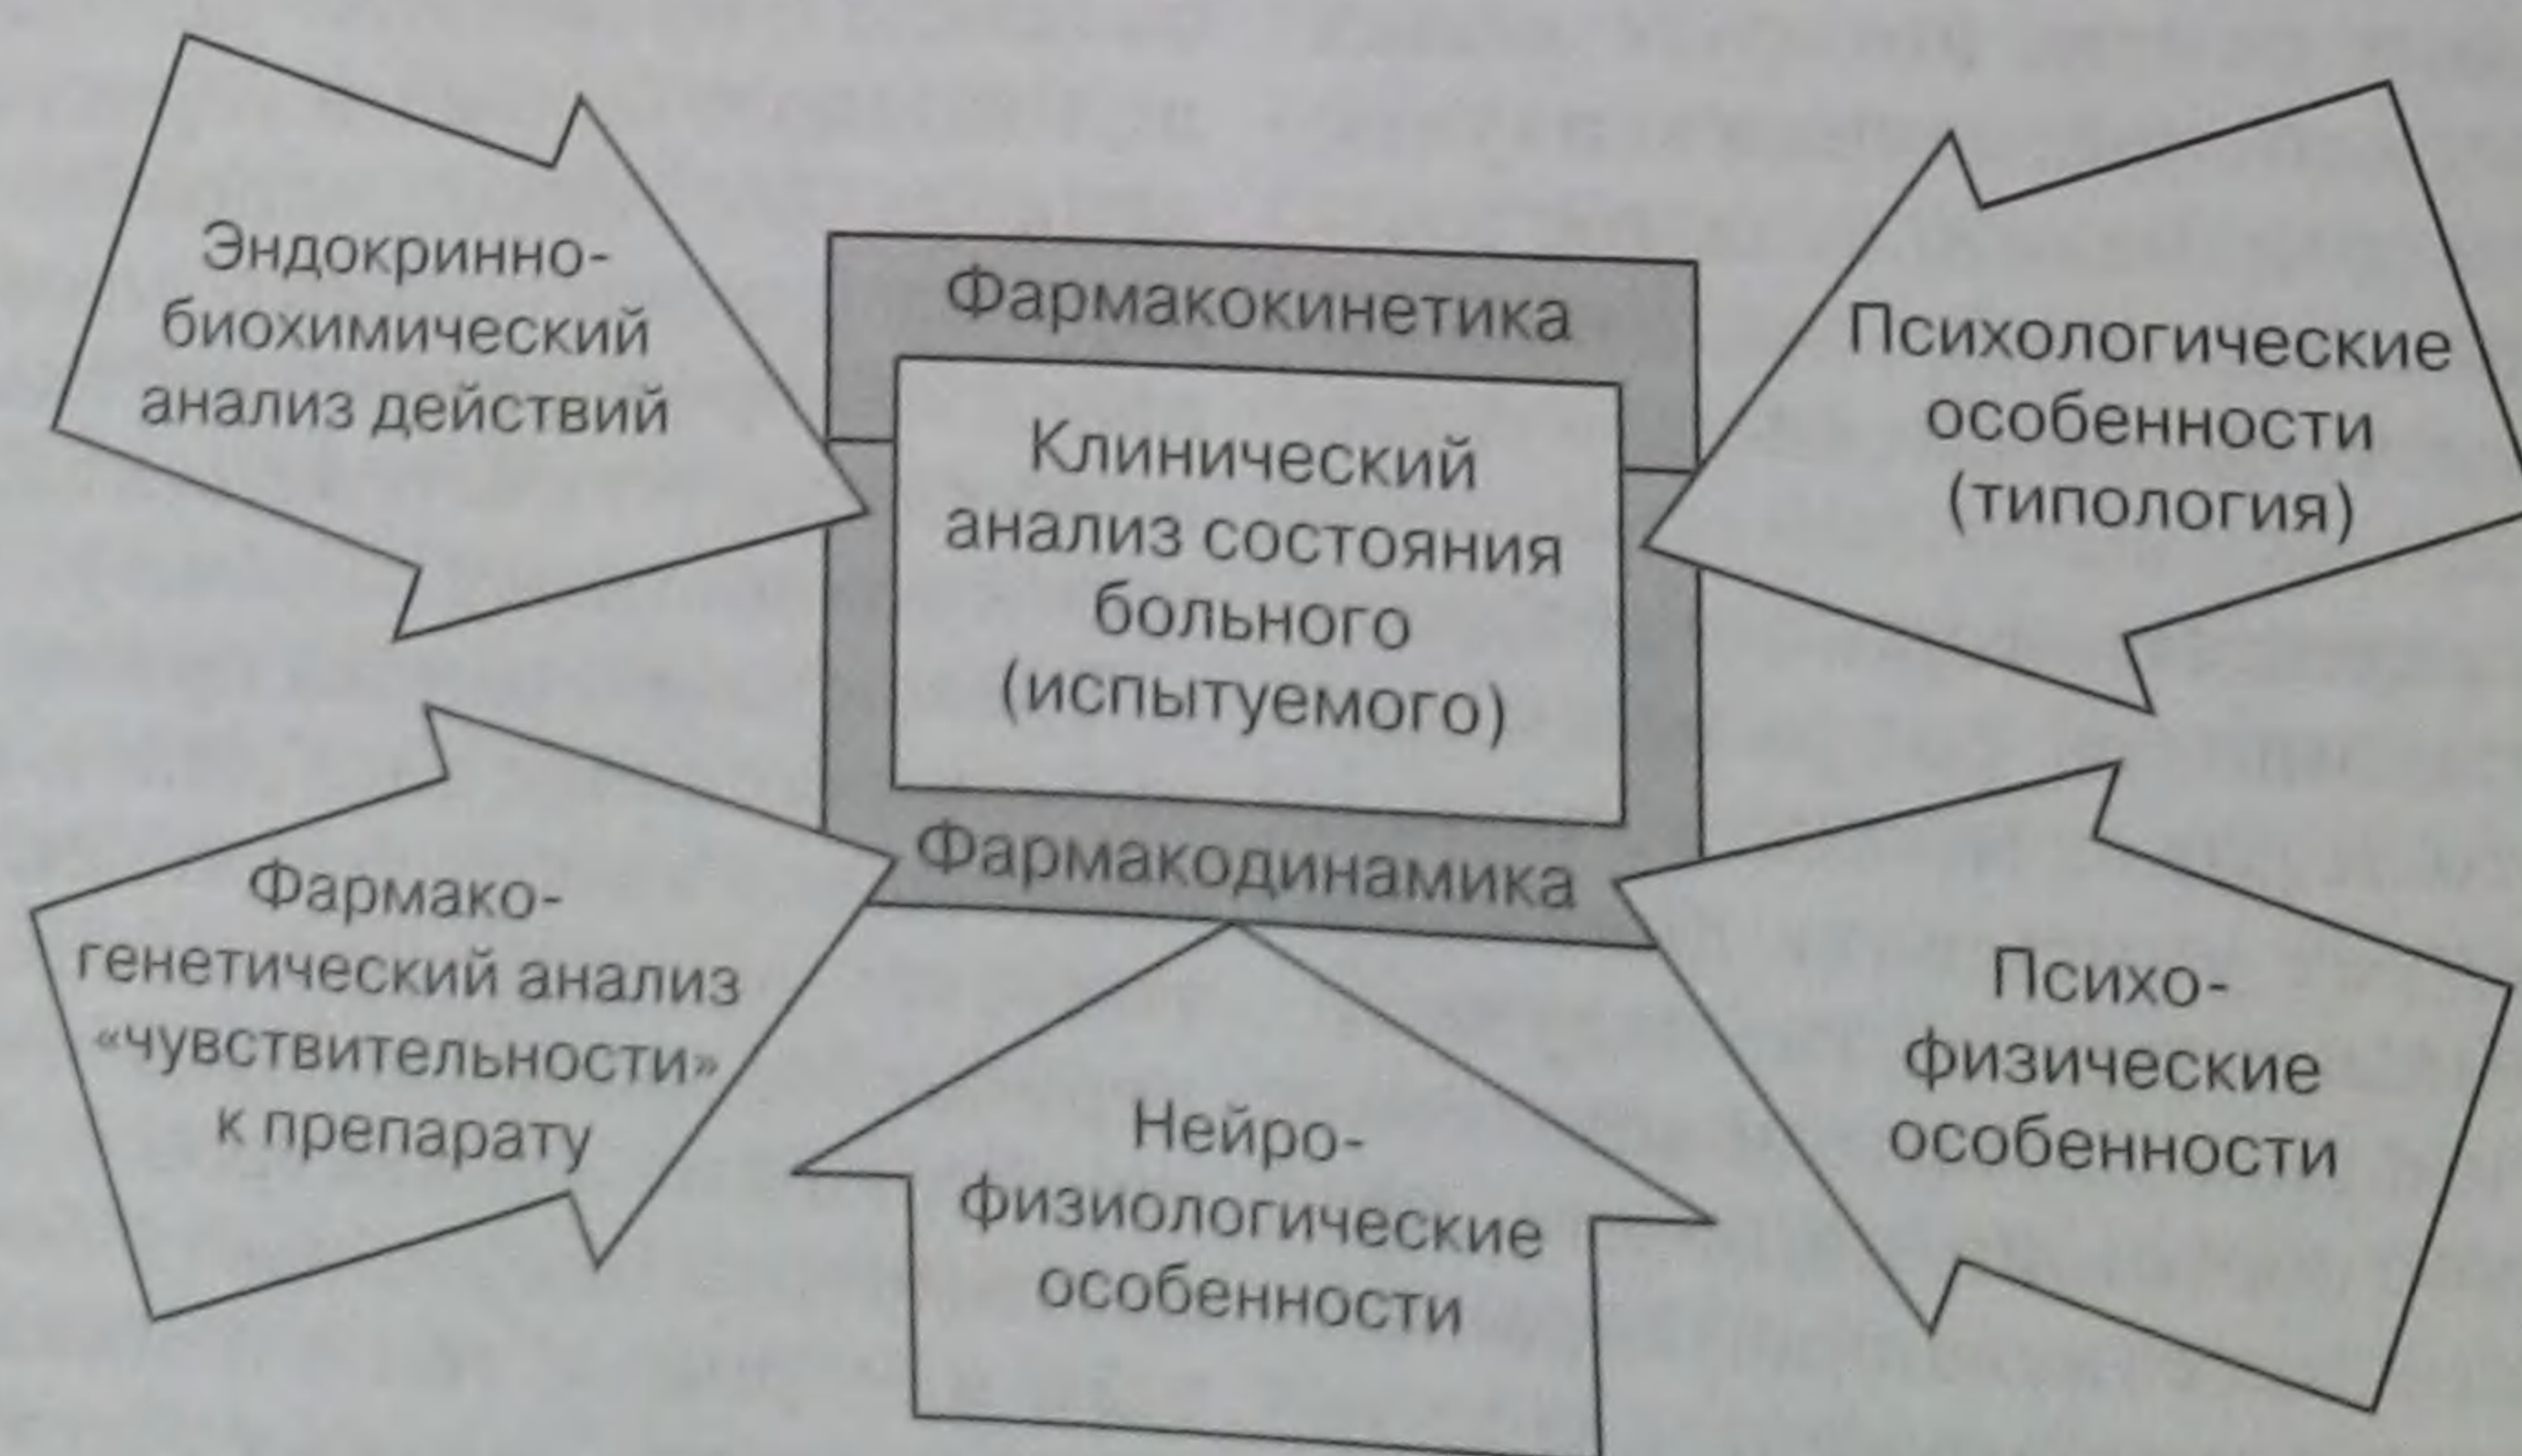 Эндокринно-
биохимический
анализ действий
Фармакокинетика
Клинический
анализ состояния
больного
(испытуемого)
Фармакодинамика
Психологические
особенности
(типология)
Фармако-
генетический анализ
«чувствительности»
к препарату
Нейро-
физиологические
особенности
Психо-
физические
особенности